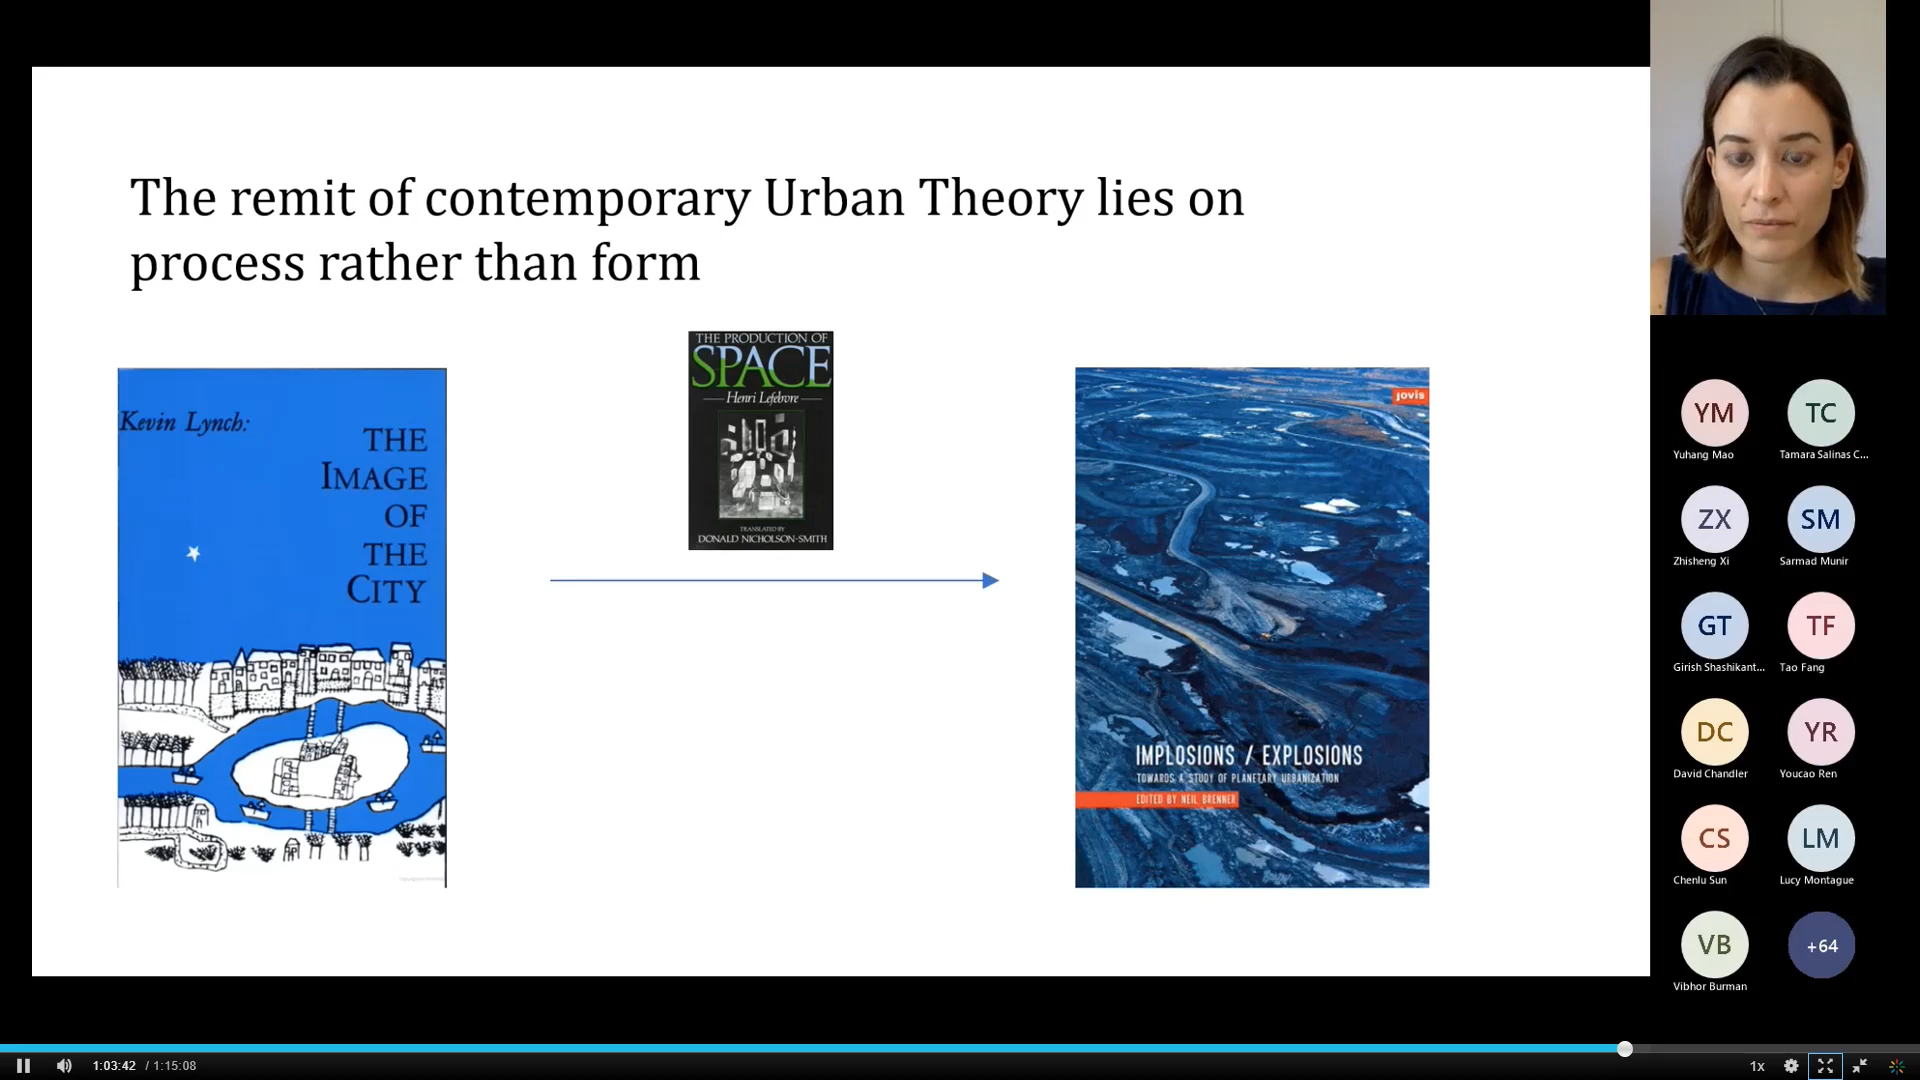 The remit of contemporary Urban Theory lies on
process rather than form
Kevin Lynch:
THE
IMAGE
OF
THE
CITY
THE PRODUCTION OF
SPACE
Henri Lefebvre
TRANSLATED BY
DONALD NICHOLSON-SMITH
jovis
IMPLOSIONS / EXPLOSIONS
TOWARDS A STUDY OF PLANETARY URBANIZATION
EDITED BY NEIL BRENNER
YM
Yuhang Mao
TC
Tamara Salinas C...
ZX
Zhisheng Xi
SM
Sarmad Munir
GT
Girish Shashikant...
TF
Tao Fang
DC
David Chandler
YR
Youcao Ren
CS
Chenlu Sun
LM
Lucy Montague
VB
Vibhor Burman
+64
1:03:42 / 1:15:08
1x